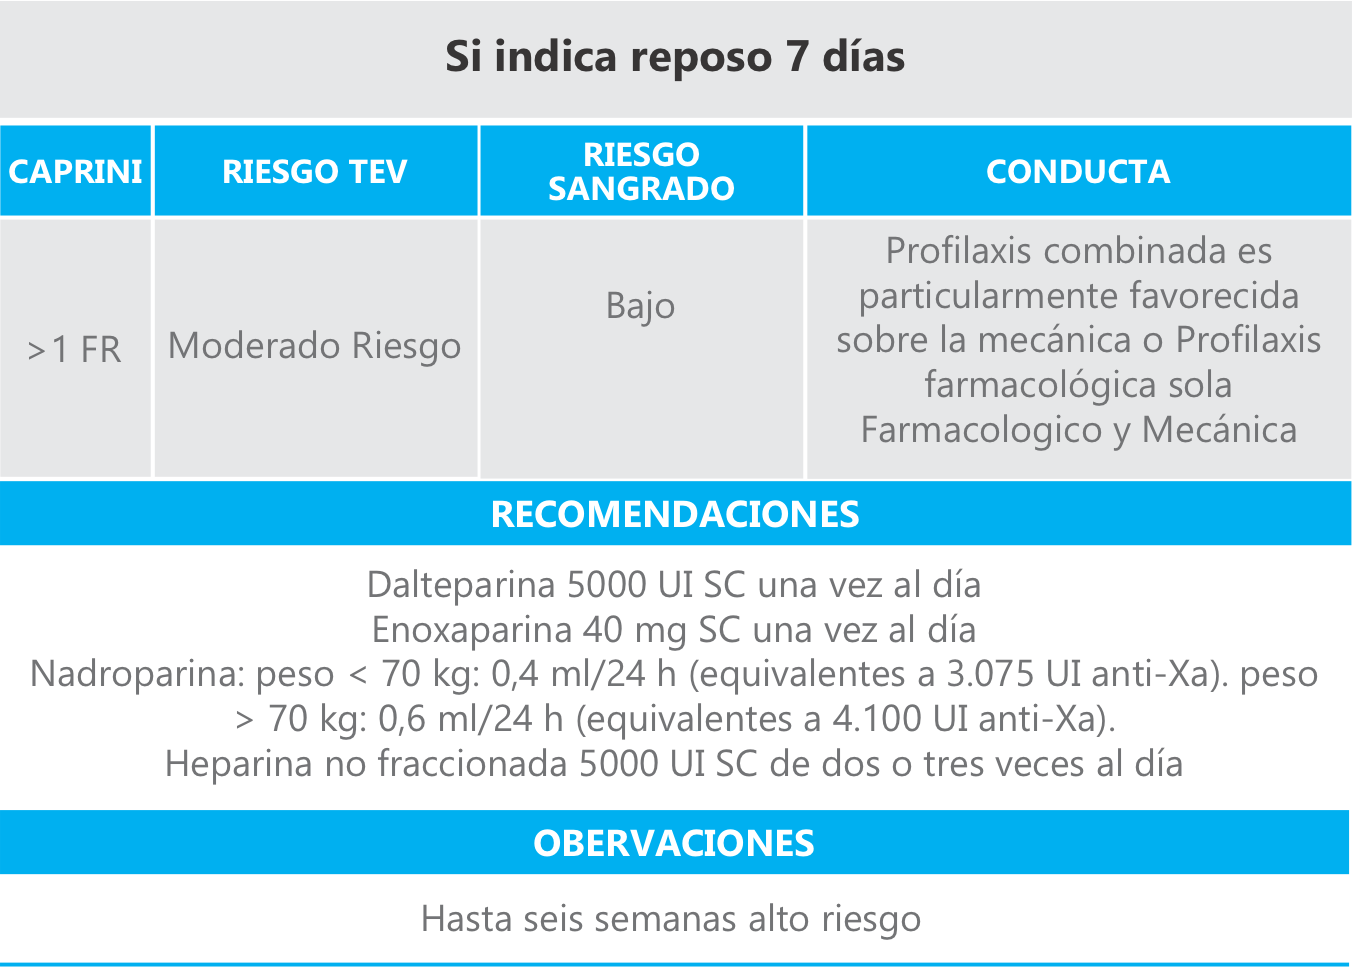 Si indica reposo 7 días
CAPRINI
RIESGO TEV
RIESGO
SANGRADO
CONDUCTA
>1 FR
Moderado Riesgo
Bajo
Profilaxis combinada es
particularmente favorecida
sobre la mecánica o Profilaxis
farmacológica sola
Farmacologico y Mecánica
RECOMENDACIONES
Dalteparina 5000 UI SC una vez al día
Enoxaparina 40 mg SC una vez al día
Nadroparina: peso < 70 kg: 0,4 ml/24 h (equivalentes a 3.075 UI anti-Xa). peso
> 70 kg: 0,6 ml/24 h (equivalentes a 4.100 UI anti-Xa).
Heparina no fraccionada 5000 UI SC de dos o tres veces al día
OBERVACIONES
Hasta seis semanas alto riesgo